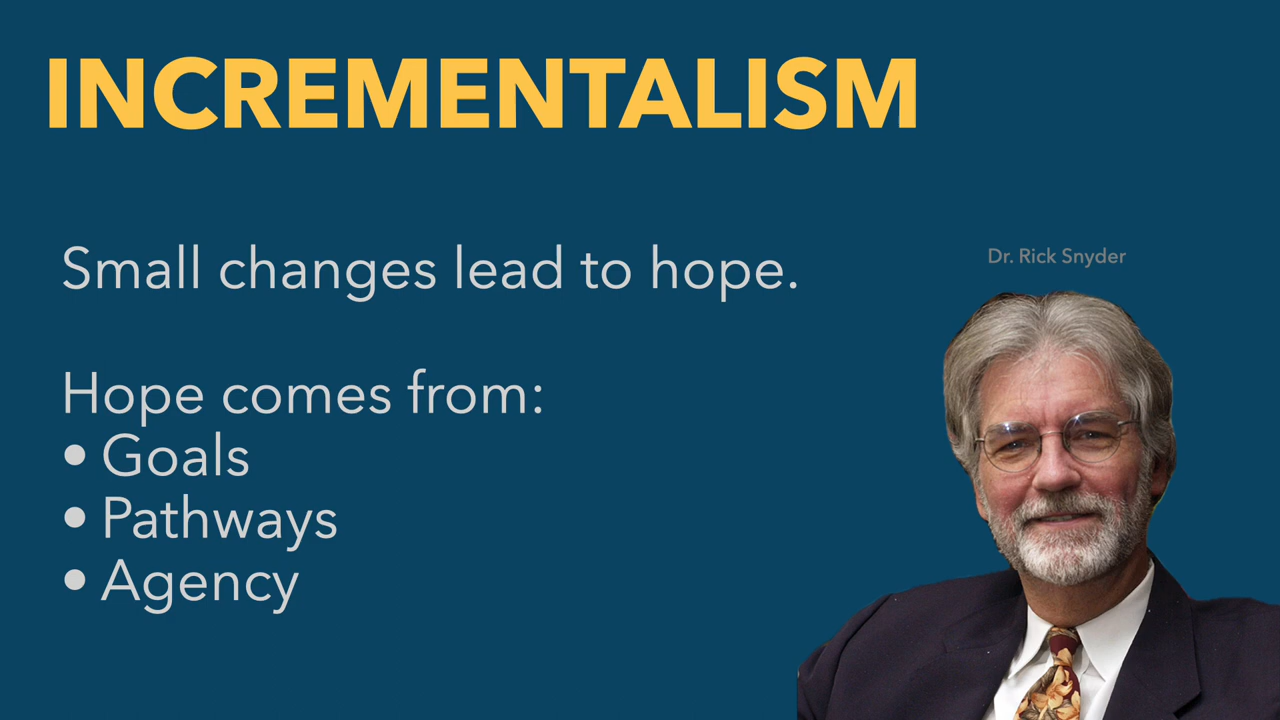 INCREMENTALISM
Small changes lead to hope.
Dr. Rick Snyder
Hope comes from:
• Goals
• Pathways
• Agency